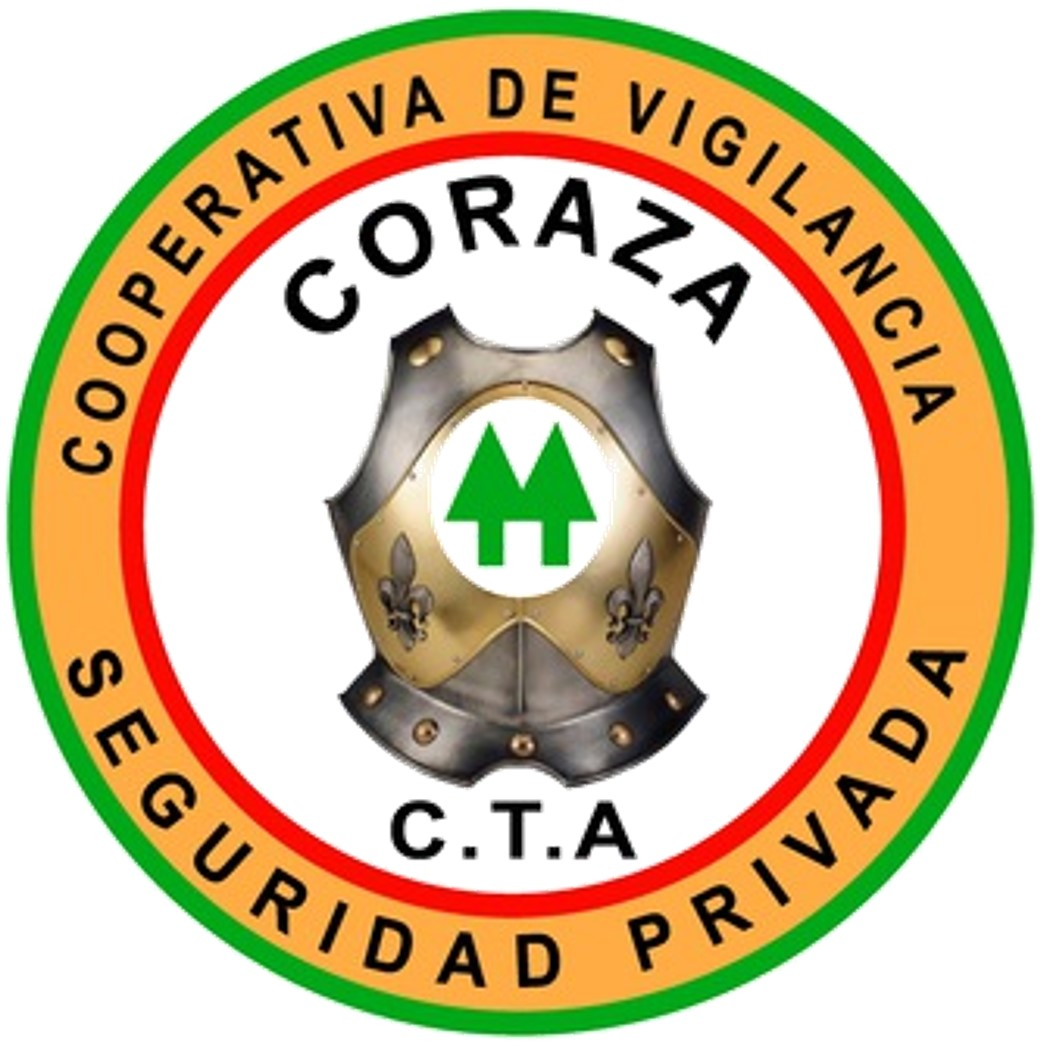 COOPERATIVA DE VIGILANCIA
CORAZA
C.T.A
SEGURIDAD PRIVADA